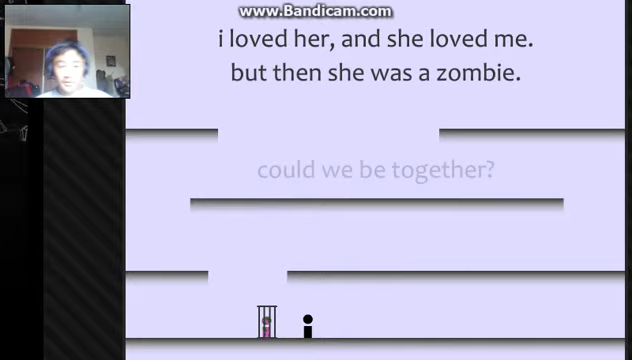 www.Bandicam.com
i loved her, and she loved me.
but then she was a zombie.
could we be together?